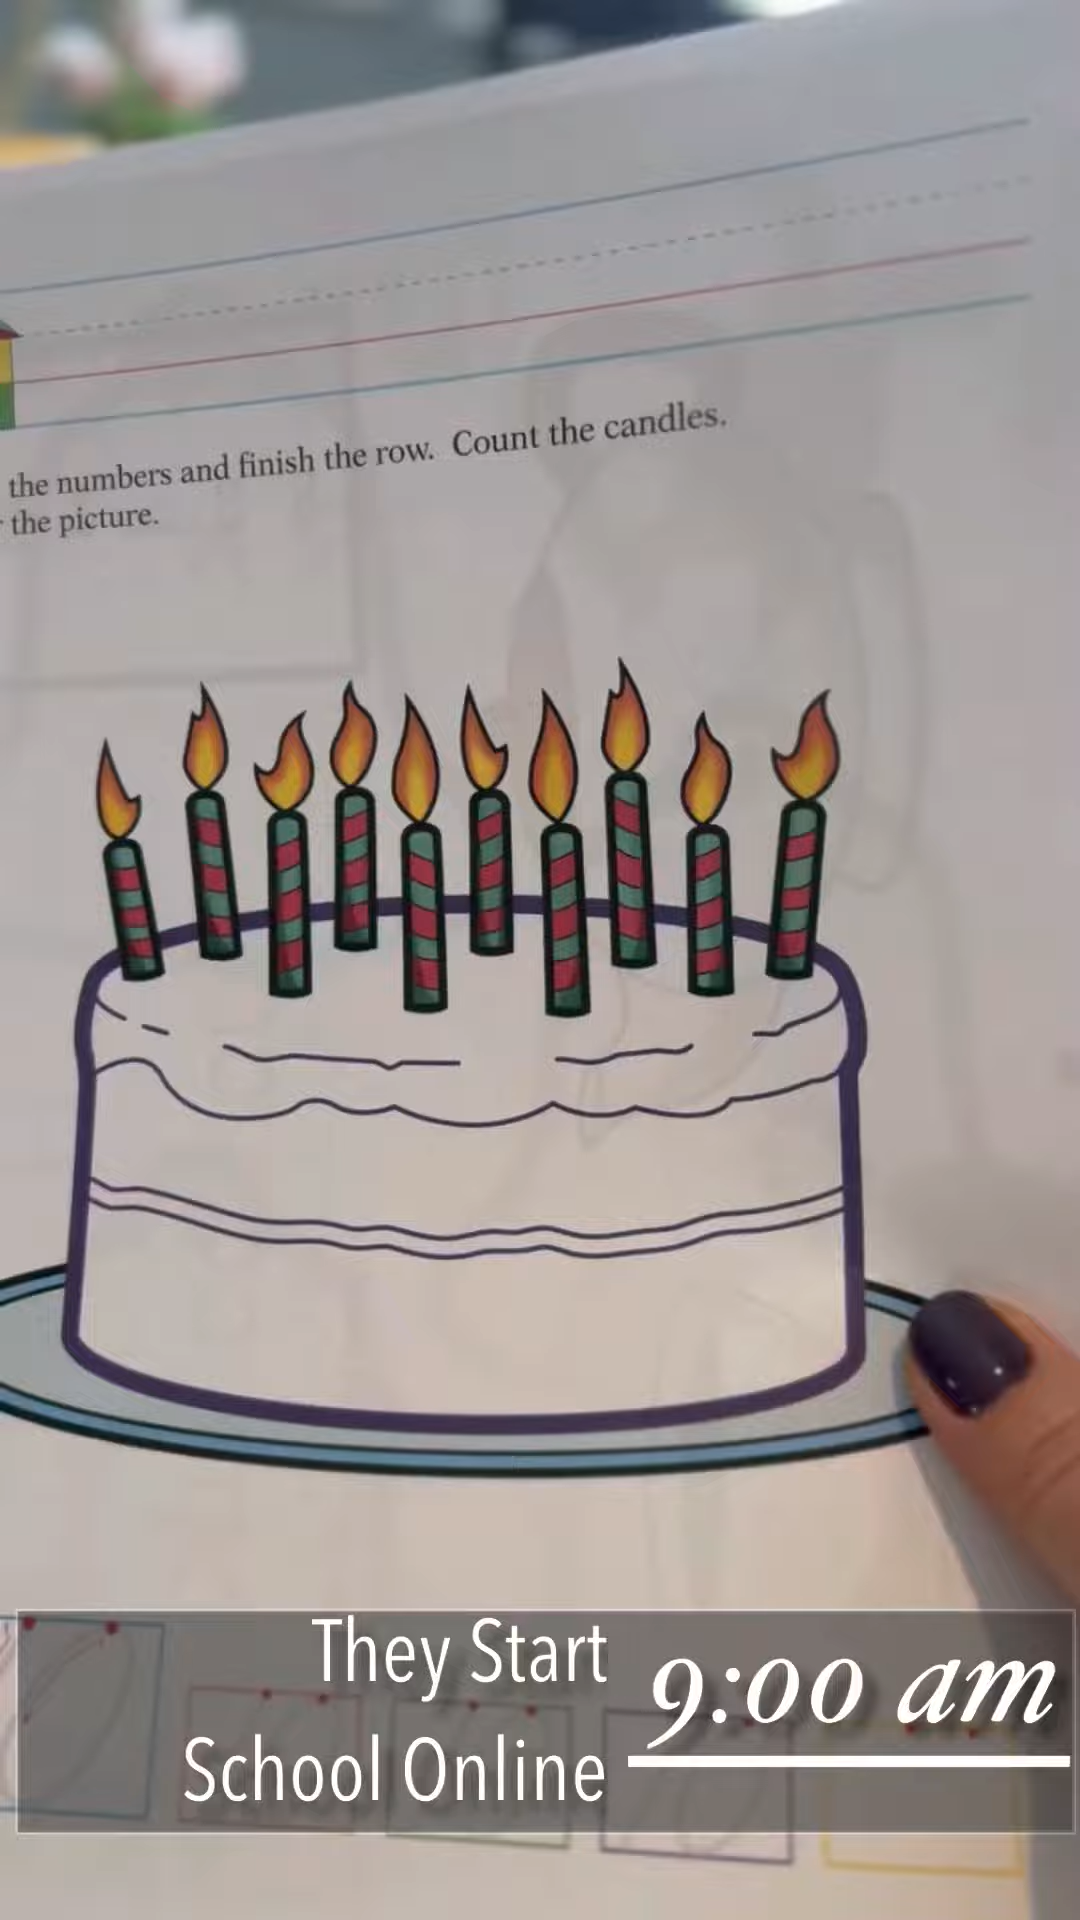 the numbers and finish the row. Count the candles.
the picture.
They Start
School Online
9:00 am